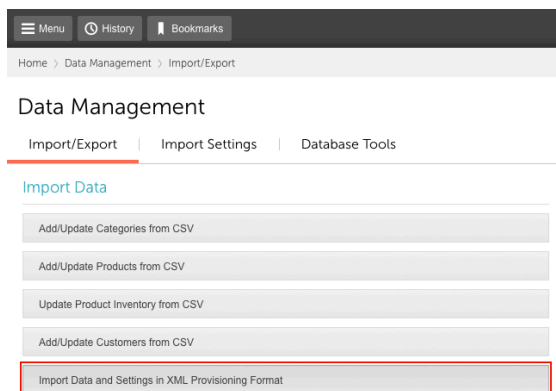 Menu History Bookmarks
Home > Data Management > Import/Export
Data Management
Import/Export Import Settings Database Tools
Import Data
Add/Update Categories from CSV
Add/Update Products from CSV
Update Product Inventory from CSV
Add/Update Customers from CSV
Import Data and Settings in XML Provisioning Format